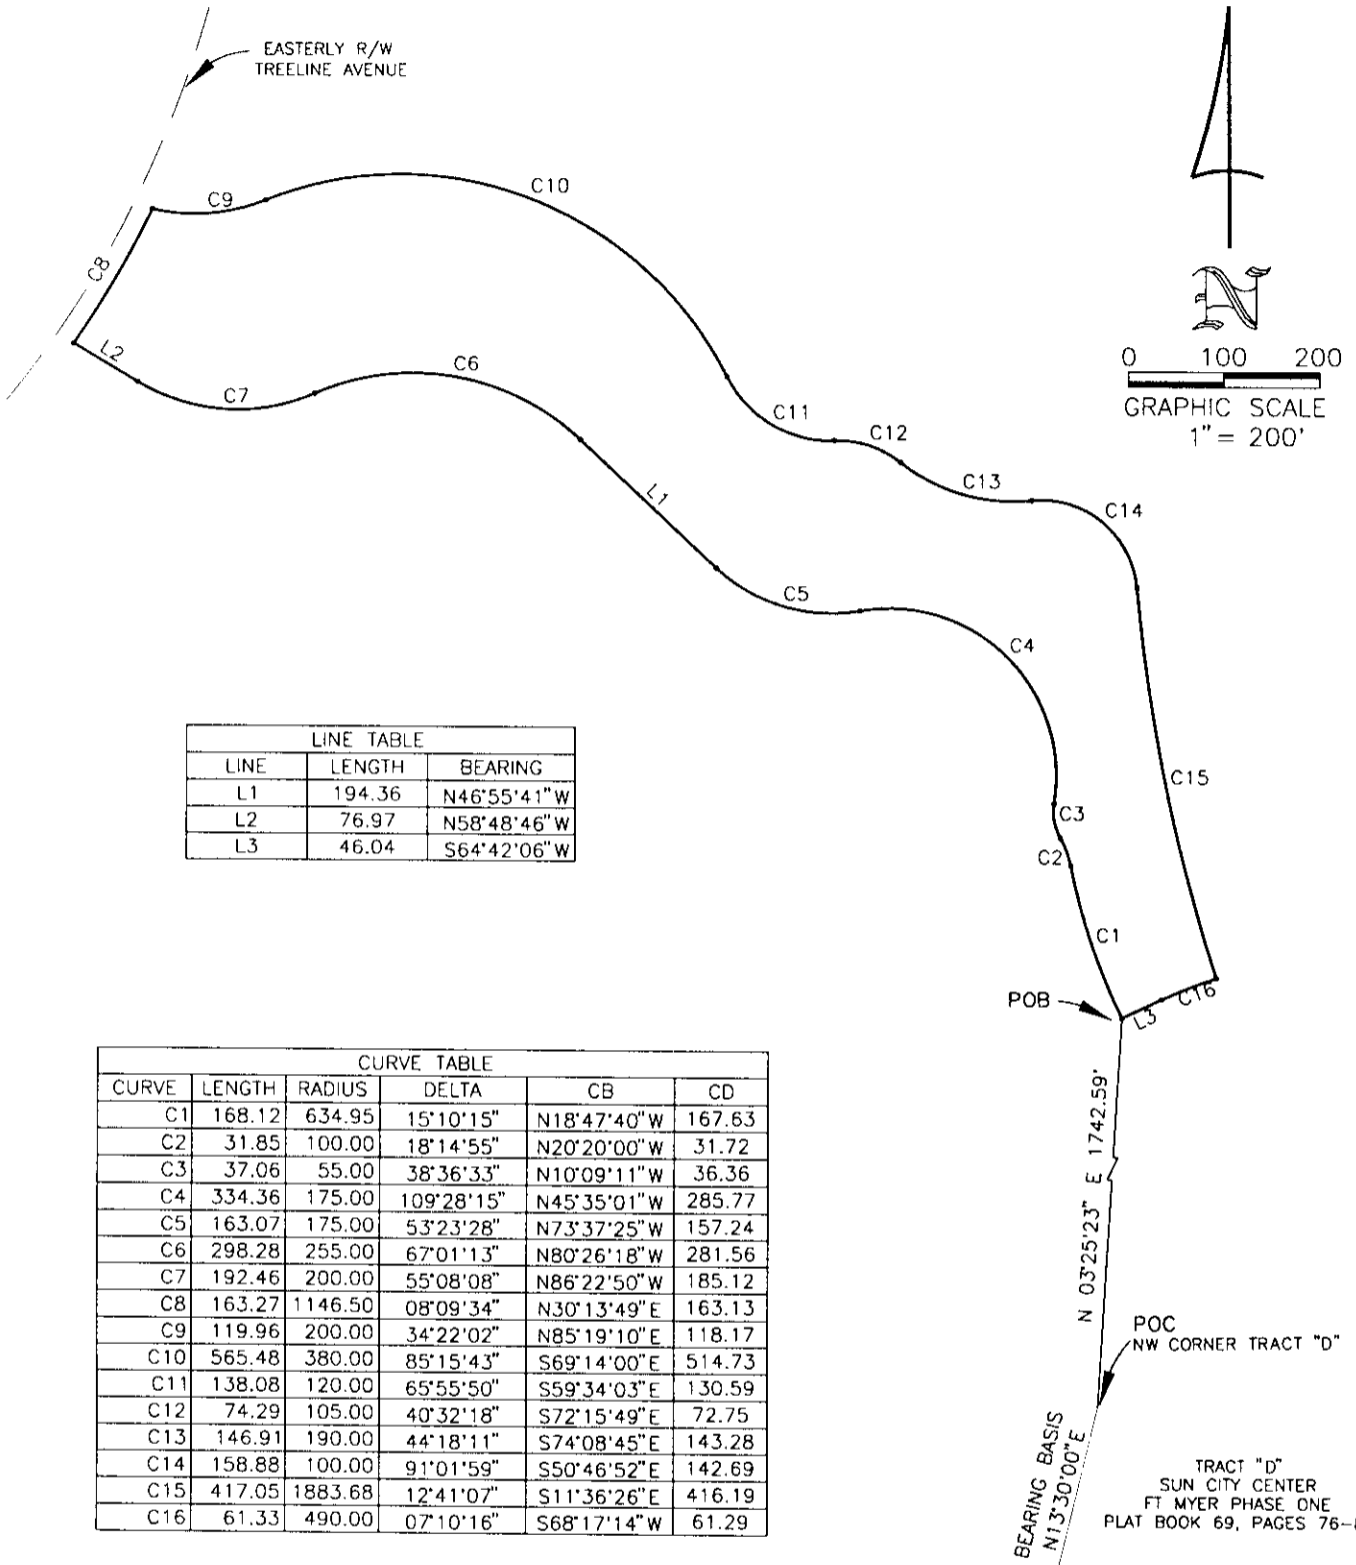 EASTERLY R/W
TREELINE AVENUE
C10
C9
C8
L2
C7
C6
L1
C11
C12
C13
C14
C5
C4
C3
C2
C15
C1
N
0 100 200
GRAPHIC SCALE
1" = 200'
LINE TABLE
LINE LENGTH BEARING
L1 194.36 N46°55'41"W
L2 76.97 N58°48'46"W
L3 46.04 S64°42'06"W
POB
L3
C16
CURVE TABLE
CURVE LENGTH RADIUS DELTA CB CD
C1 168.12 634.95 15°10'15" N18°47'40"W 167.63
C2 31.85 100.00 18°14'55" N20°20'00"W 31.72
C3 37.06 55.00 38°36'33" N10°09'11"W 36.36
C4 334.36 175.00 109°28'15" N45°35'01"W 285.77
C5 163.07 175.00 53°23'28" N73°37'25"W 157.24
C6 298.28 255.00 67°01'13" N80°26'18"W 281.56
C7 192.46 200.00 55°08'08" N86°22'50"W 185.12
C8 163.27 1146.50 08°09'34" N30°13'49"E 163.13
C9 119.96 200.00 34°22'02" N85°19'10"E 118.17
C10 565.48 380.00 85°15'43" S69°14'00"E 514.73
C11 138.08 120.00 65°55'50" S59°34'03"E 130.59
C12 74.29 105.00 40°32'18" S72°15'49"E 72.75
C13 146.91 190.00 44°18'11" S74°08'45"E 143.28
C14 158.88 100.00 91°01'59" S50°46'52"E 142.69
C15 417.05 1883.68 12°41'07" S11°36'26"E 416.19
C16 61.33 490.00 07°10'16" S68°17'14"W 61.29
N 03°25'23" E 1742.59'
POC
NW CORNER TRACT "D"
BEARING BASIS
N13°30'00"E
TRACT "D"
SUN CITY CENTER
FT MYER PHASE ONE
PLAT BOOK 69, PAGES 76-